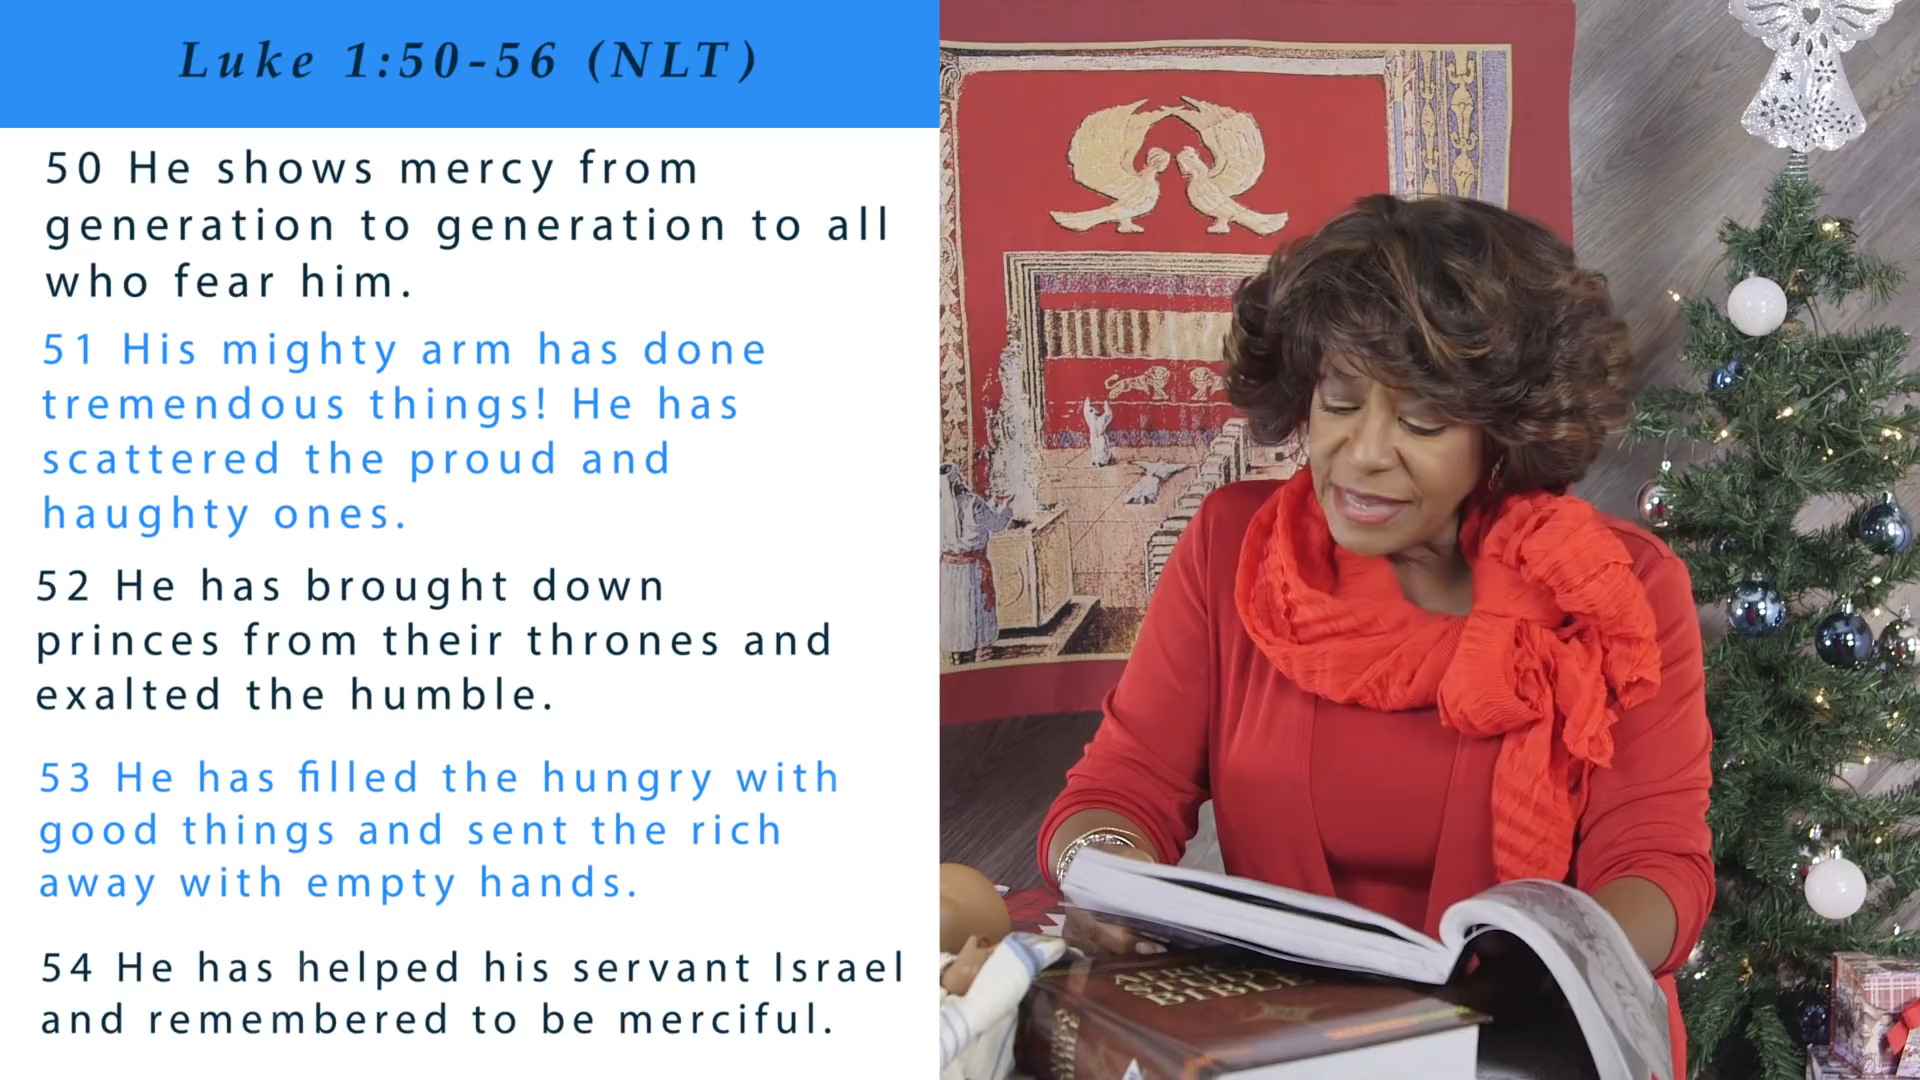 Luke 1:50-56 (NLT)
50 He shows mercy from
generation to generation to all
who fear him.
51 His mighty arm has done
tremendous things! He has
scattered the proud and
haughty ones.
52 He has brought down
princes from their thrones and
exalted the humble.
53 He has filled the hungry with
good things and sent the rich
away with empty hands.
54 He has helped his servant Israel
and remembered to be merciful.
STUDY
BIBLE